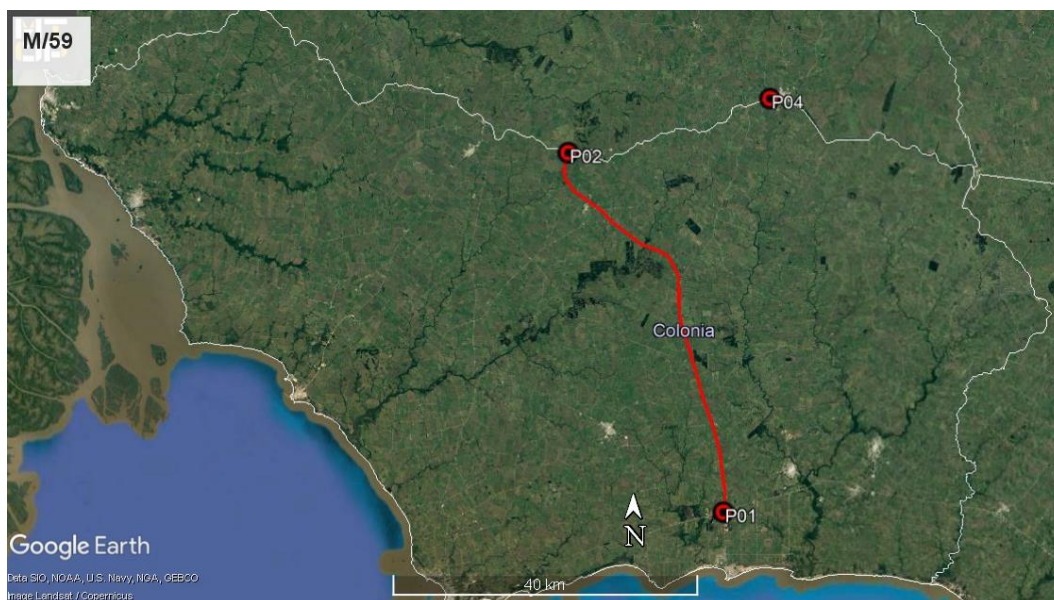 M/59
P04
P02
Colonia
P01
N
Google Earth
40 km
Data SIO, NOAA, U.S. Navy, NGA, GEBCO
Image Landsat / Copernicus